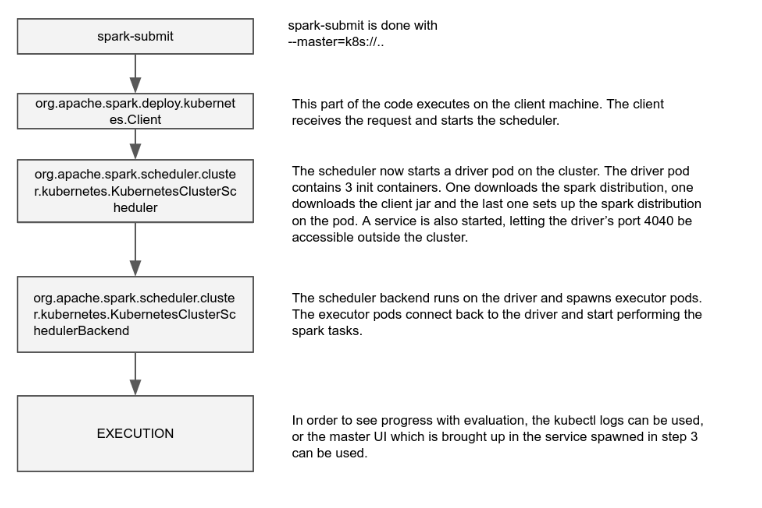 spark-submit
spark-submit is done with
--master=k8s://..
org.apache.spark.deploy.kubernet
es.Client
This part of the code executes on the client machine. The client
receives the request and starts the scheduler.
org.apache.spark.scheduler.cluste
r.kubernetes.KubernetesClusterSc
heduler
The scheduler now starts a driver pod on the cluster. The driver pod
contains 3 init containers. One downloads the spark distribution, one
downloads the client jar and the last one sets up the spark distribution
on the pod. A service is also started, letting the driver's port 4040 be
accessible outside the cluster.
org.apache.spark.scheduler.cluste
r.kubernetes.KubernetesClusterSc
hedulerBackend
The scheduler backend runs on the driver and spawns executor pods.
The executor pods connect back to the driver and start performing the
spark tasks.
EXECUTION
In order to see progress with evaluation, the kubectl logs can be used,
or the master UI which is brought up in the service spawned in step 3
can be used.